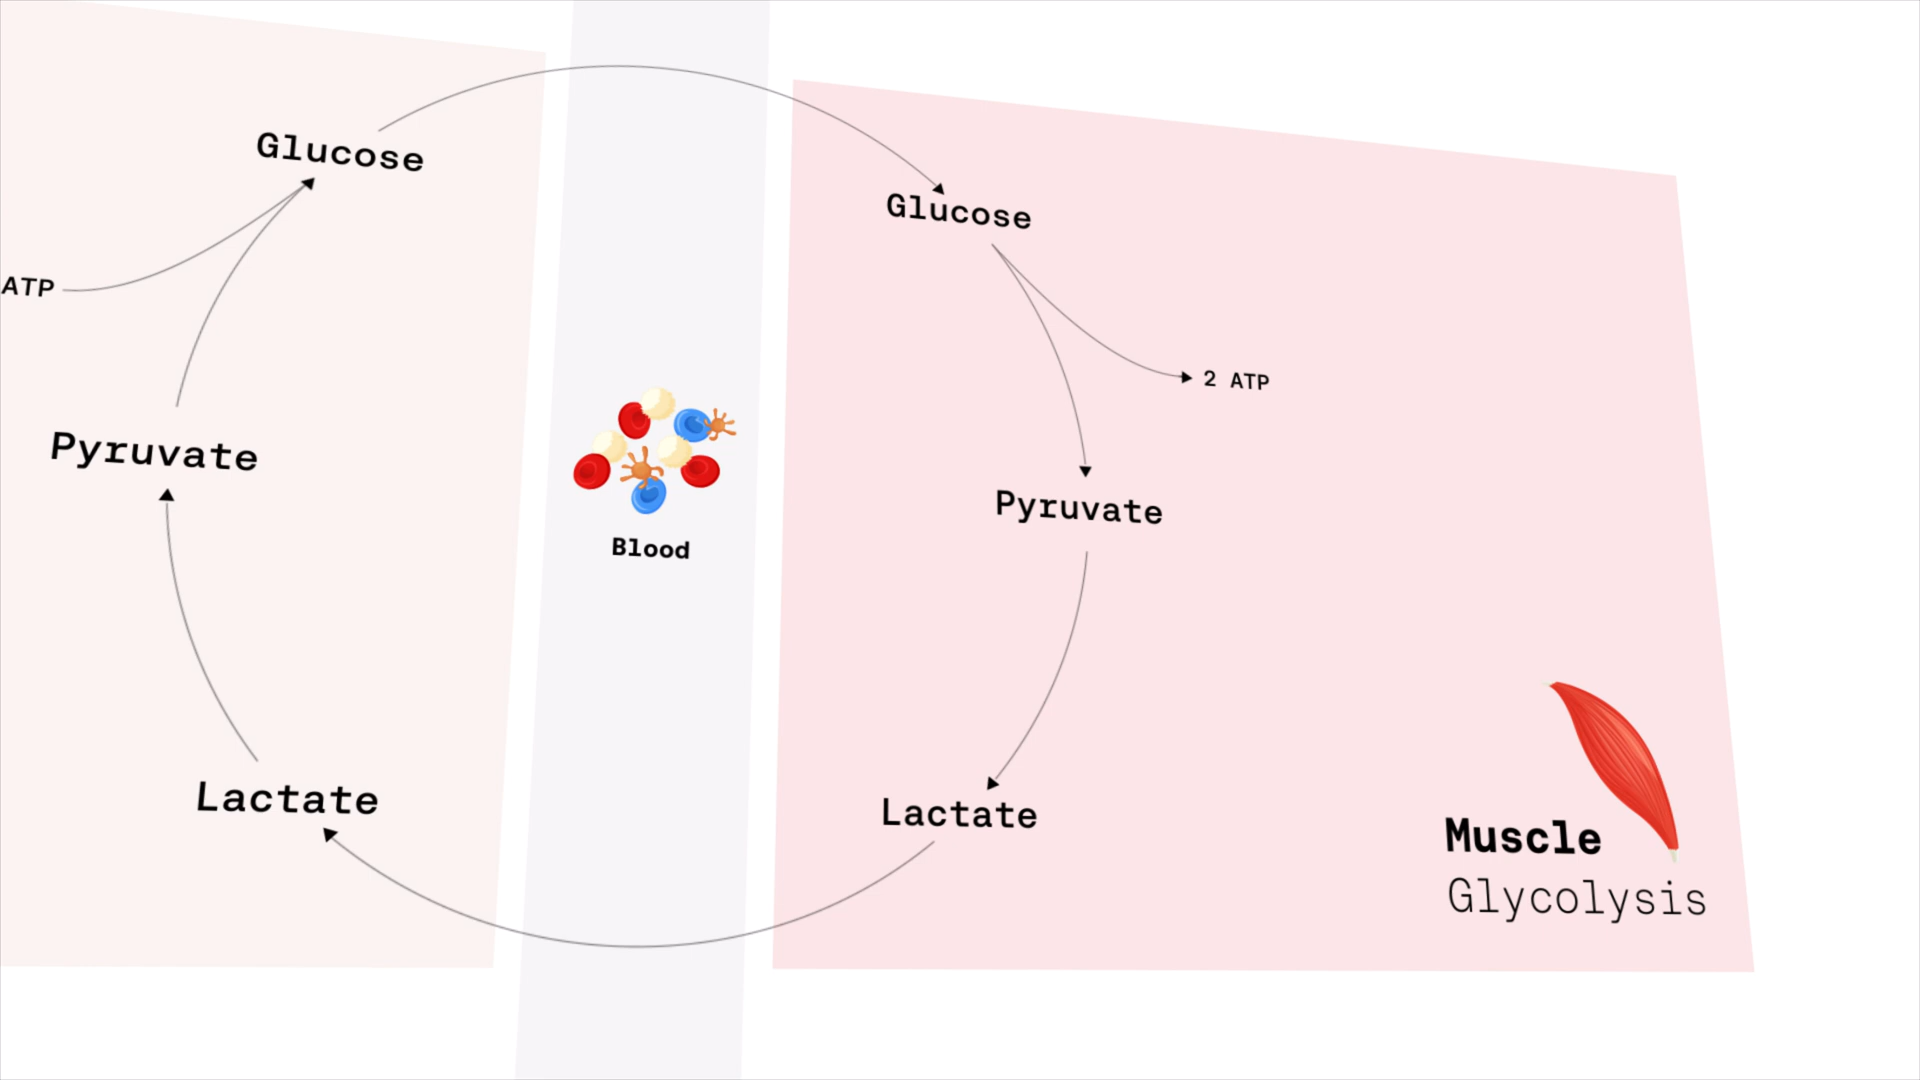 Glucose
Glucose
ATP
2 ATP
Pyruvate
Pyruvate
Blood
Lactate
Lactate
Muscle
Glycolysis